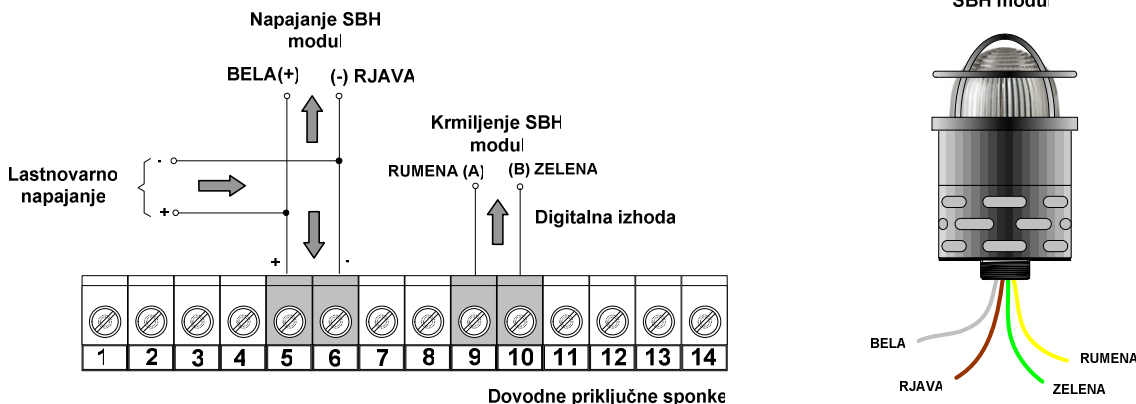 Napajanje SBH
modul
BELA(+) (-) RJAVA
Krmiljenje SBH
modul
RUMENA (A) (B) ZELENA
Lastnovarno
napajanje
-
+
Digitalna izhoda
+ -
1 2 3 4 5 6 7 8 9 10 11 12 13 14
Dovodne priključne sponke
SBH modul
BELA
RJAVA
RUMENA
ZELENA